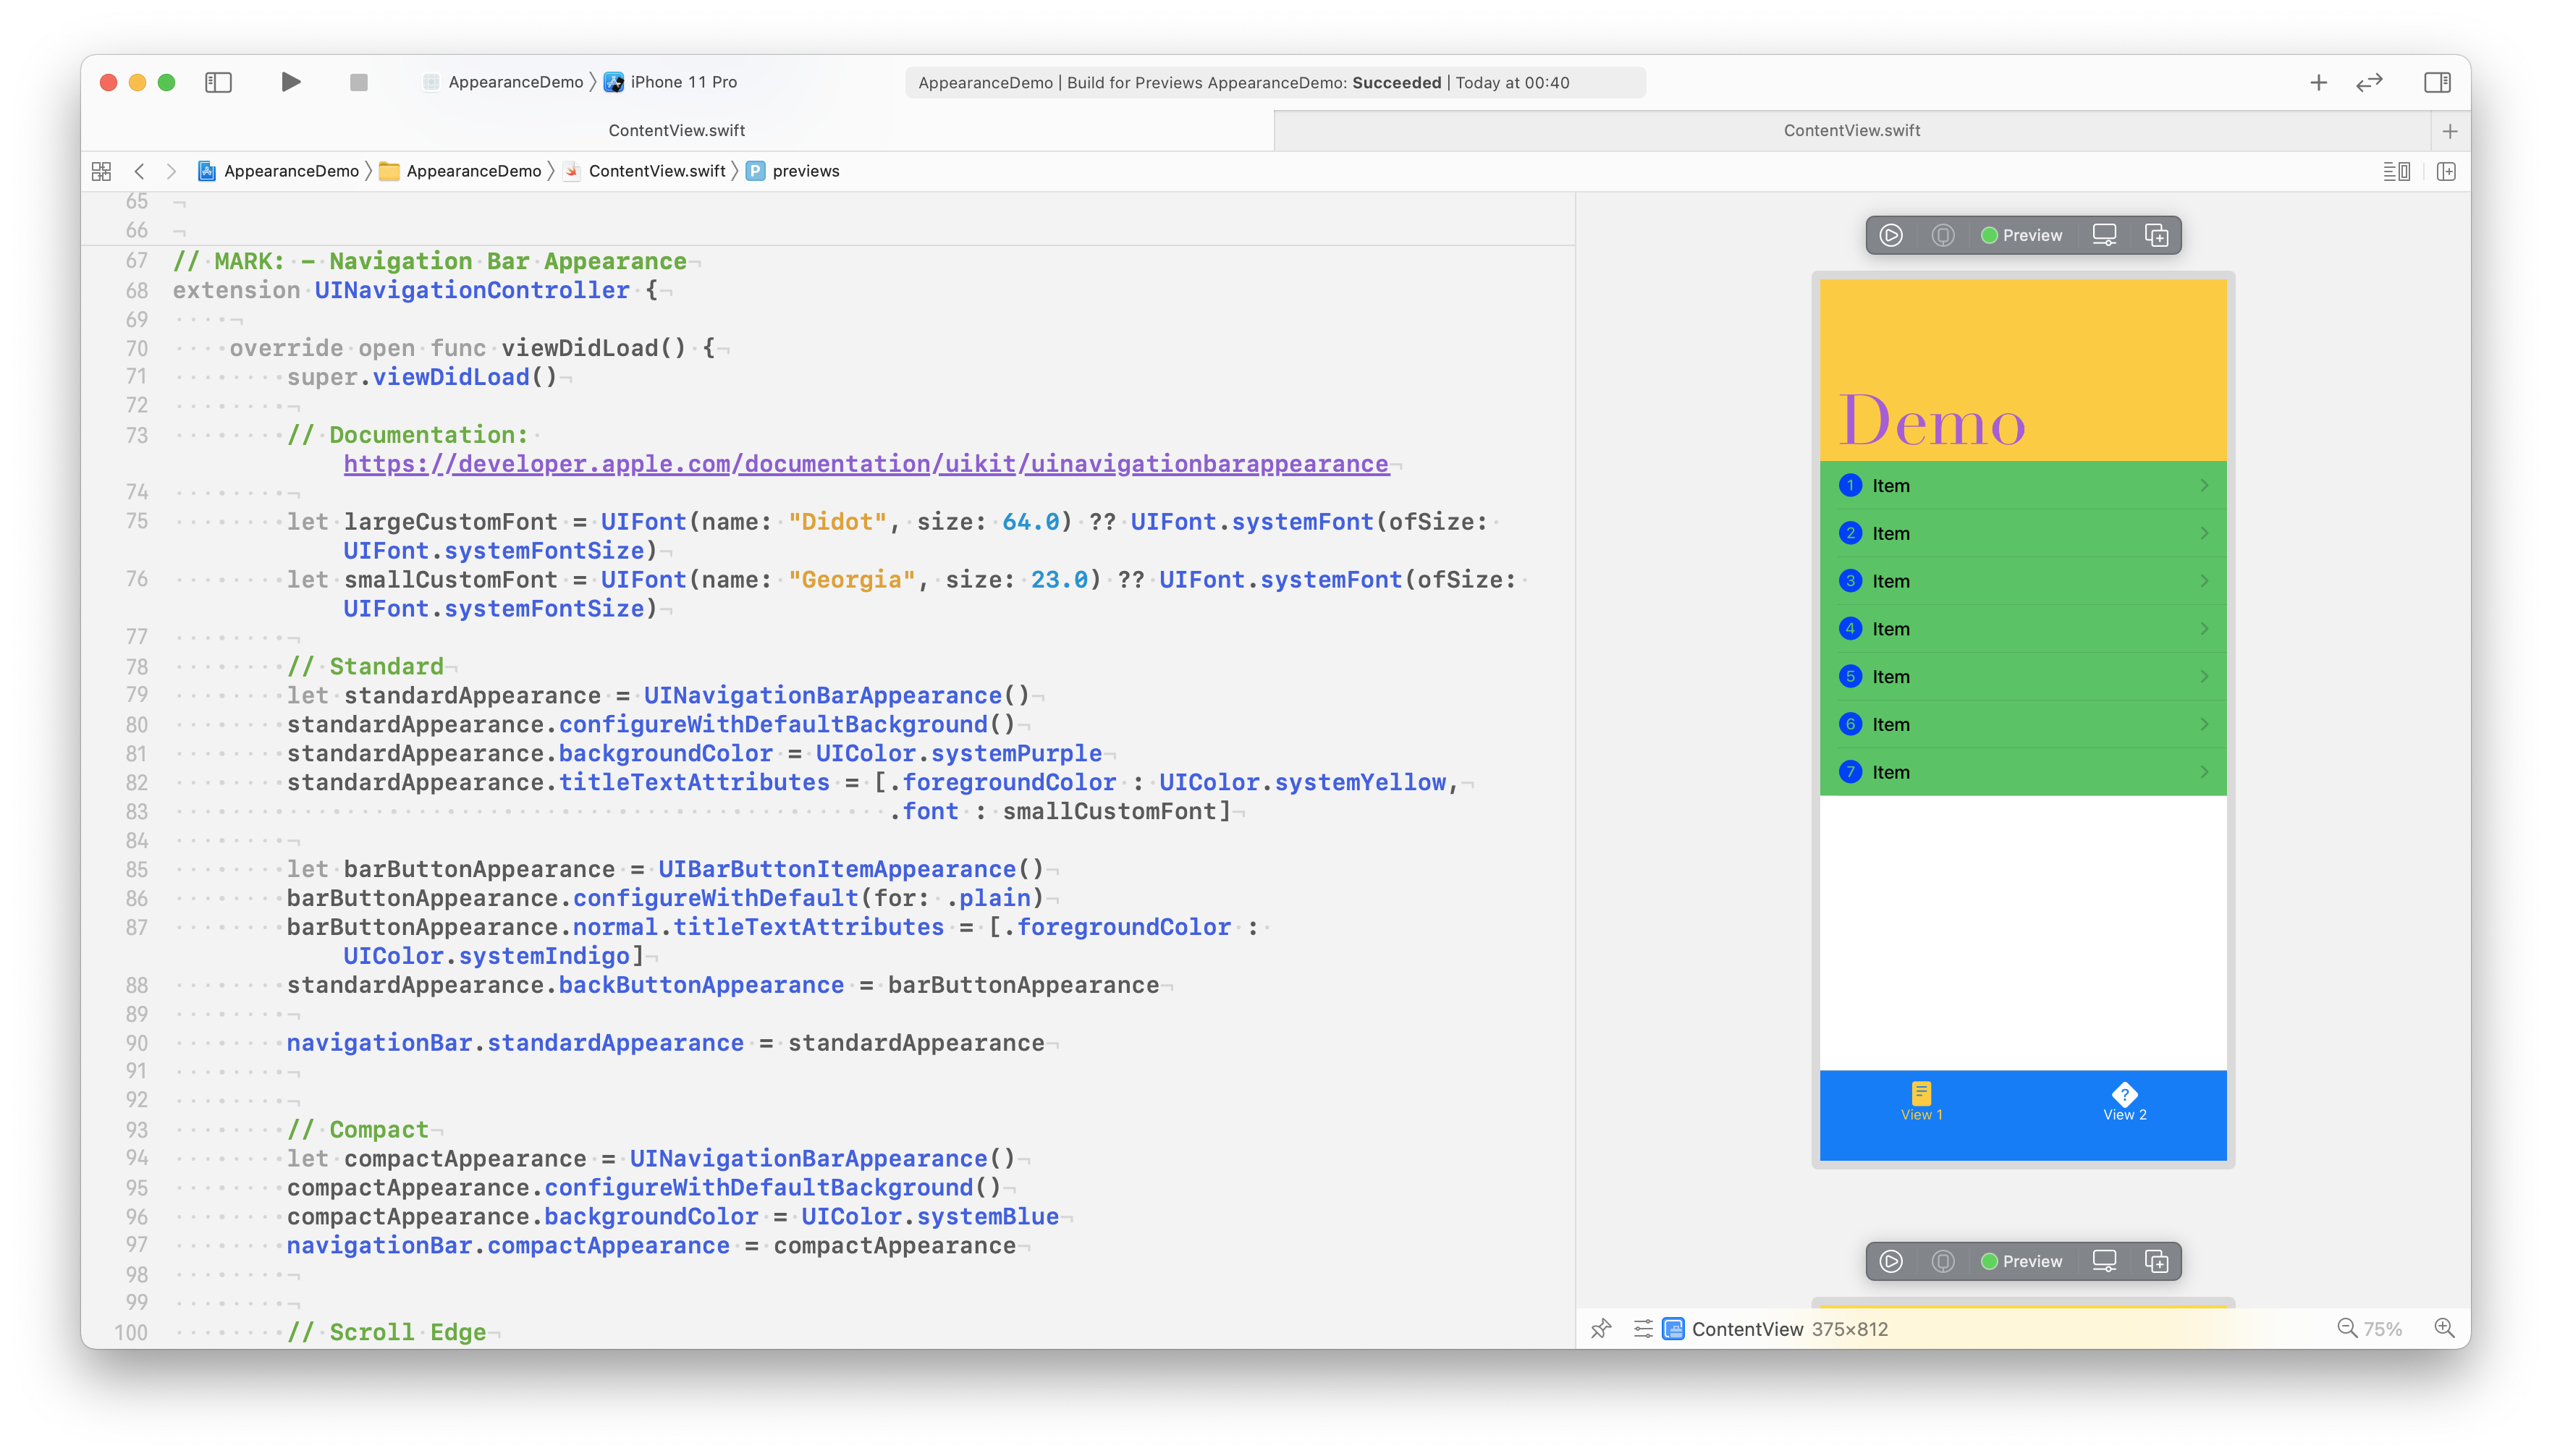 AppearanceDemo 〉 iPhone 11 Pro
AppearanceDemo | Build for Previews AppearanceDemo: Succeeded | Today at 00:40
ContentView.swift
ContentView.swift
AppearanceDemo 〉 AppearanceDemo 〉 ContentView.swift 〉 P previews
65
66
67 // MARK: - Navigation Bar Appearance
68 extension UINavigationController {
69
70 override open func viewDidLoad() {
71 super.viewDidLoad()
72
73 // Documentation:
https://developer.apple.com/documentation/uikit/uinavigationbarappearance
74
75 let largeCustomFont = UIFont(name: "Didot", size: 64.0) ?? UIFont.systemFont(ofSize:
UIFont.systemFontSize)
76 let smallCustomFont = UIFont(name: "Georgia", size: 23.0) ?? UIFont.systemFont(ofSize:
UIFont.systemFontSize)
77
78 // Standard
79 let standardAppearance = UINavigationBarAppearance()
80 standardAppearance.configureWithDefaultBackground()
81 standardAppearance.backgroundColor = UIColor.systemPurple
82 standardAppearance.titleTextAttributes = [.foregroundColor : UIColor.systemYellow,
83 .font : smallCustomFont]
84
85 let barButtonAppearance = UIBarButtonItemAppearance()
86 barButtonAppearance.configureWithDefault(for: .plain)
87 barButtonAppearance.normal.titleTextAttributes = [.foregroundColor :
UIColor.systemIndigo]
88 standardAppearance.backButtonAppearance = barButtonAppearance
89
90 navigationBar.standardAppearance = standardAppearance
91
92
93 // Compact
94 let compactAppearance = UINavigationBarAppearance()
95 compactAppearance.configureWithDefaultBackground()
96 compactAppearance.backgroundColor = UIColor.systemBlue
97 navigationBar.compactAppearance = compactAppearance
98
99
100 // Scroll Edge
Preview
Demo
1 Item
2 Item
3 Item
4 Item
5 Item
6 Item
7 Item
View 1
? View 2
Preview
ContentView 375×812
75%